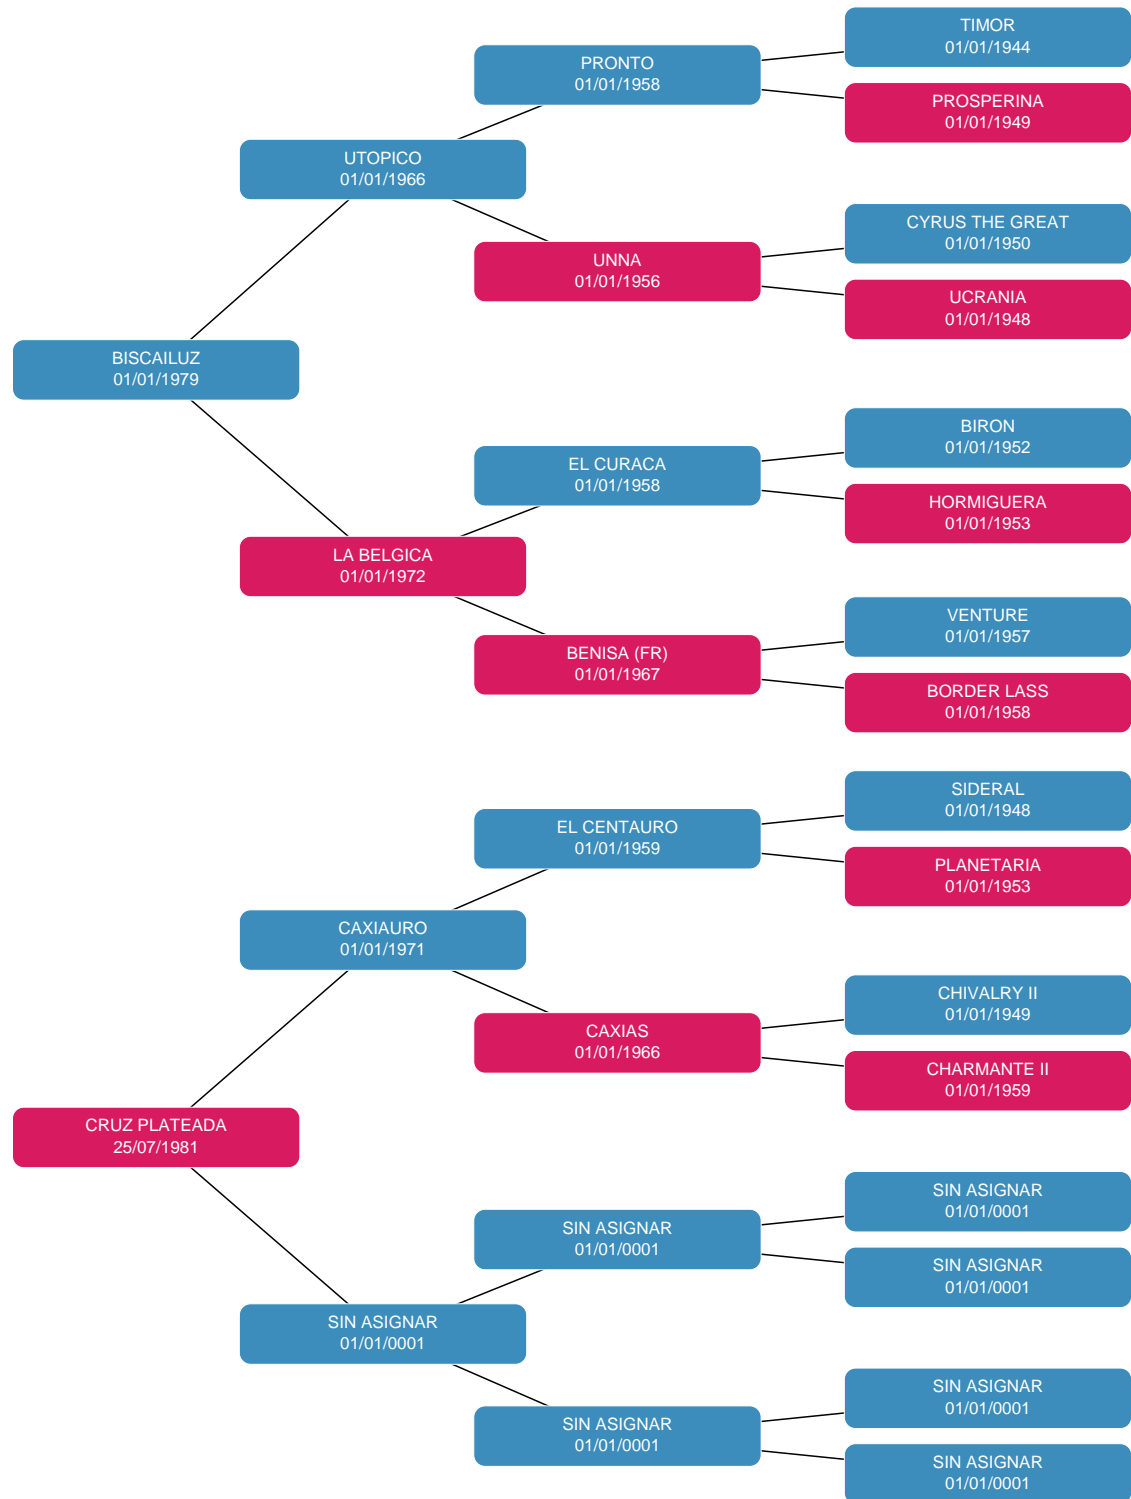 TIMOR
01/01/1944
PRONTO
01/01/1958
PROSPERINA
01/01/1949
UTOPICO
01/01/1966
CYRUS THE GREAT
01/01/1950
UNNA
01/01/1956
UCRANIA
01/01/1948
BISCAILUZ
01/01/1979
BIRON
01/01/1952
EL CURACA
01/01/1958
HORMIGUERA
01/01/1953
LA BELGICA
01/01/1972
VENTURE
01/01/1957
BENISA (FR)
01/01/1967
BORDER LASS
01/01/1958
SIDERAL
01/01/1948
EL CENTAURO
01/01/1959
PLANETARIA
01/01/1953
CAXIAURO
01/01/1971
CHIVALRY II
01/01/1949
CAXIAS
01/01/1966
CHARMANTE II
01/01/1959
CRUZ PLATEADA
25/07/1981
SIN ASIGNAR
01/01/0001
SIN ASIGNAR
01/01/0001
SIN ASIGNAR
01/01/0001
SIN ASIGNAR
01/01/0001
SIN ASIGNAR
01/01/0001
SIN ASIGNAR
01/01/0001
SIN ASIGNAR
01/01/0001